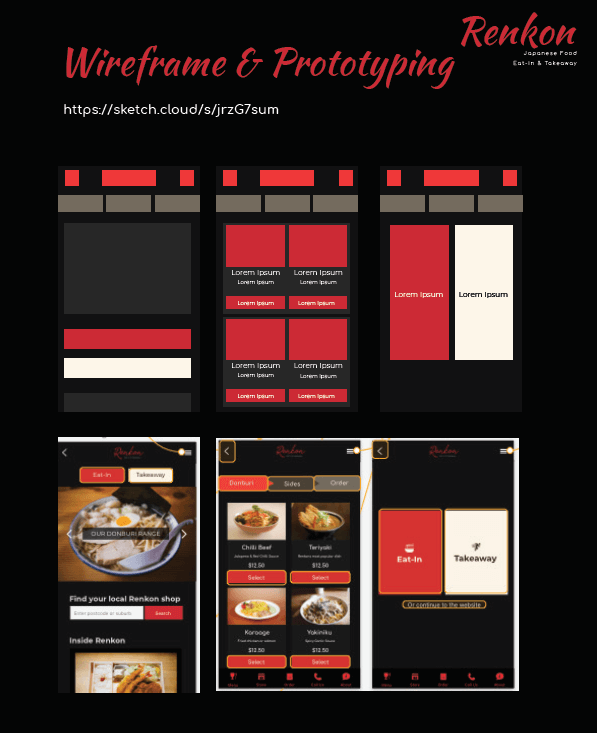 Renkon
Japanese Food
Eat-in & Takeaway
Wireframe & Prototyping
https://sketch.cloud/s/jrzG7sum
Lorem Ipsum Lorem Ipsum
Lorem Ipsum Lorem Ipsum
Lorem Ipsum Lorem Ipsum
Lorem Ipsum Lorem Ipsum
Lorem Ipsum Lorem Ipsum
Lorem Ipsum Lorem Ipsum
Lorem Ipsum Lorem Ipsum
Renkon
Eat-in Takeaway
OUR DONBURI RANGE
Find your local Renkon shop
Enter postcode or suburb Search
Inside Renkon
Renkon
Donburi Sides Order
Chilli Beef Teriyaki
$12.50 $12.50
Select Select
Karaage Yakiniku
$12.50 $12.50
Select Select
Renkon
Eat-in Takeaway
Or continue to the website